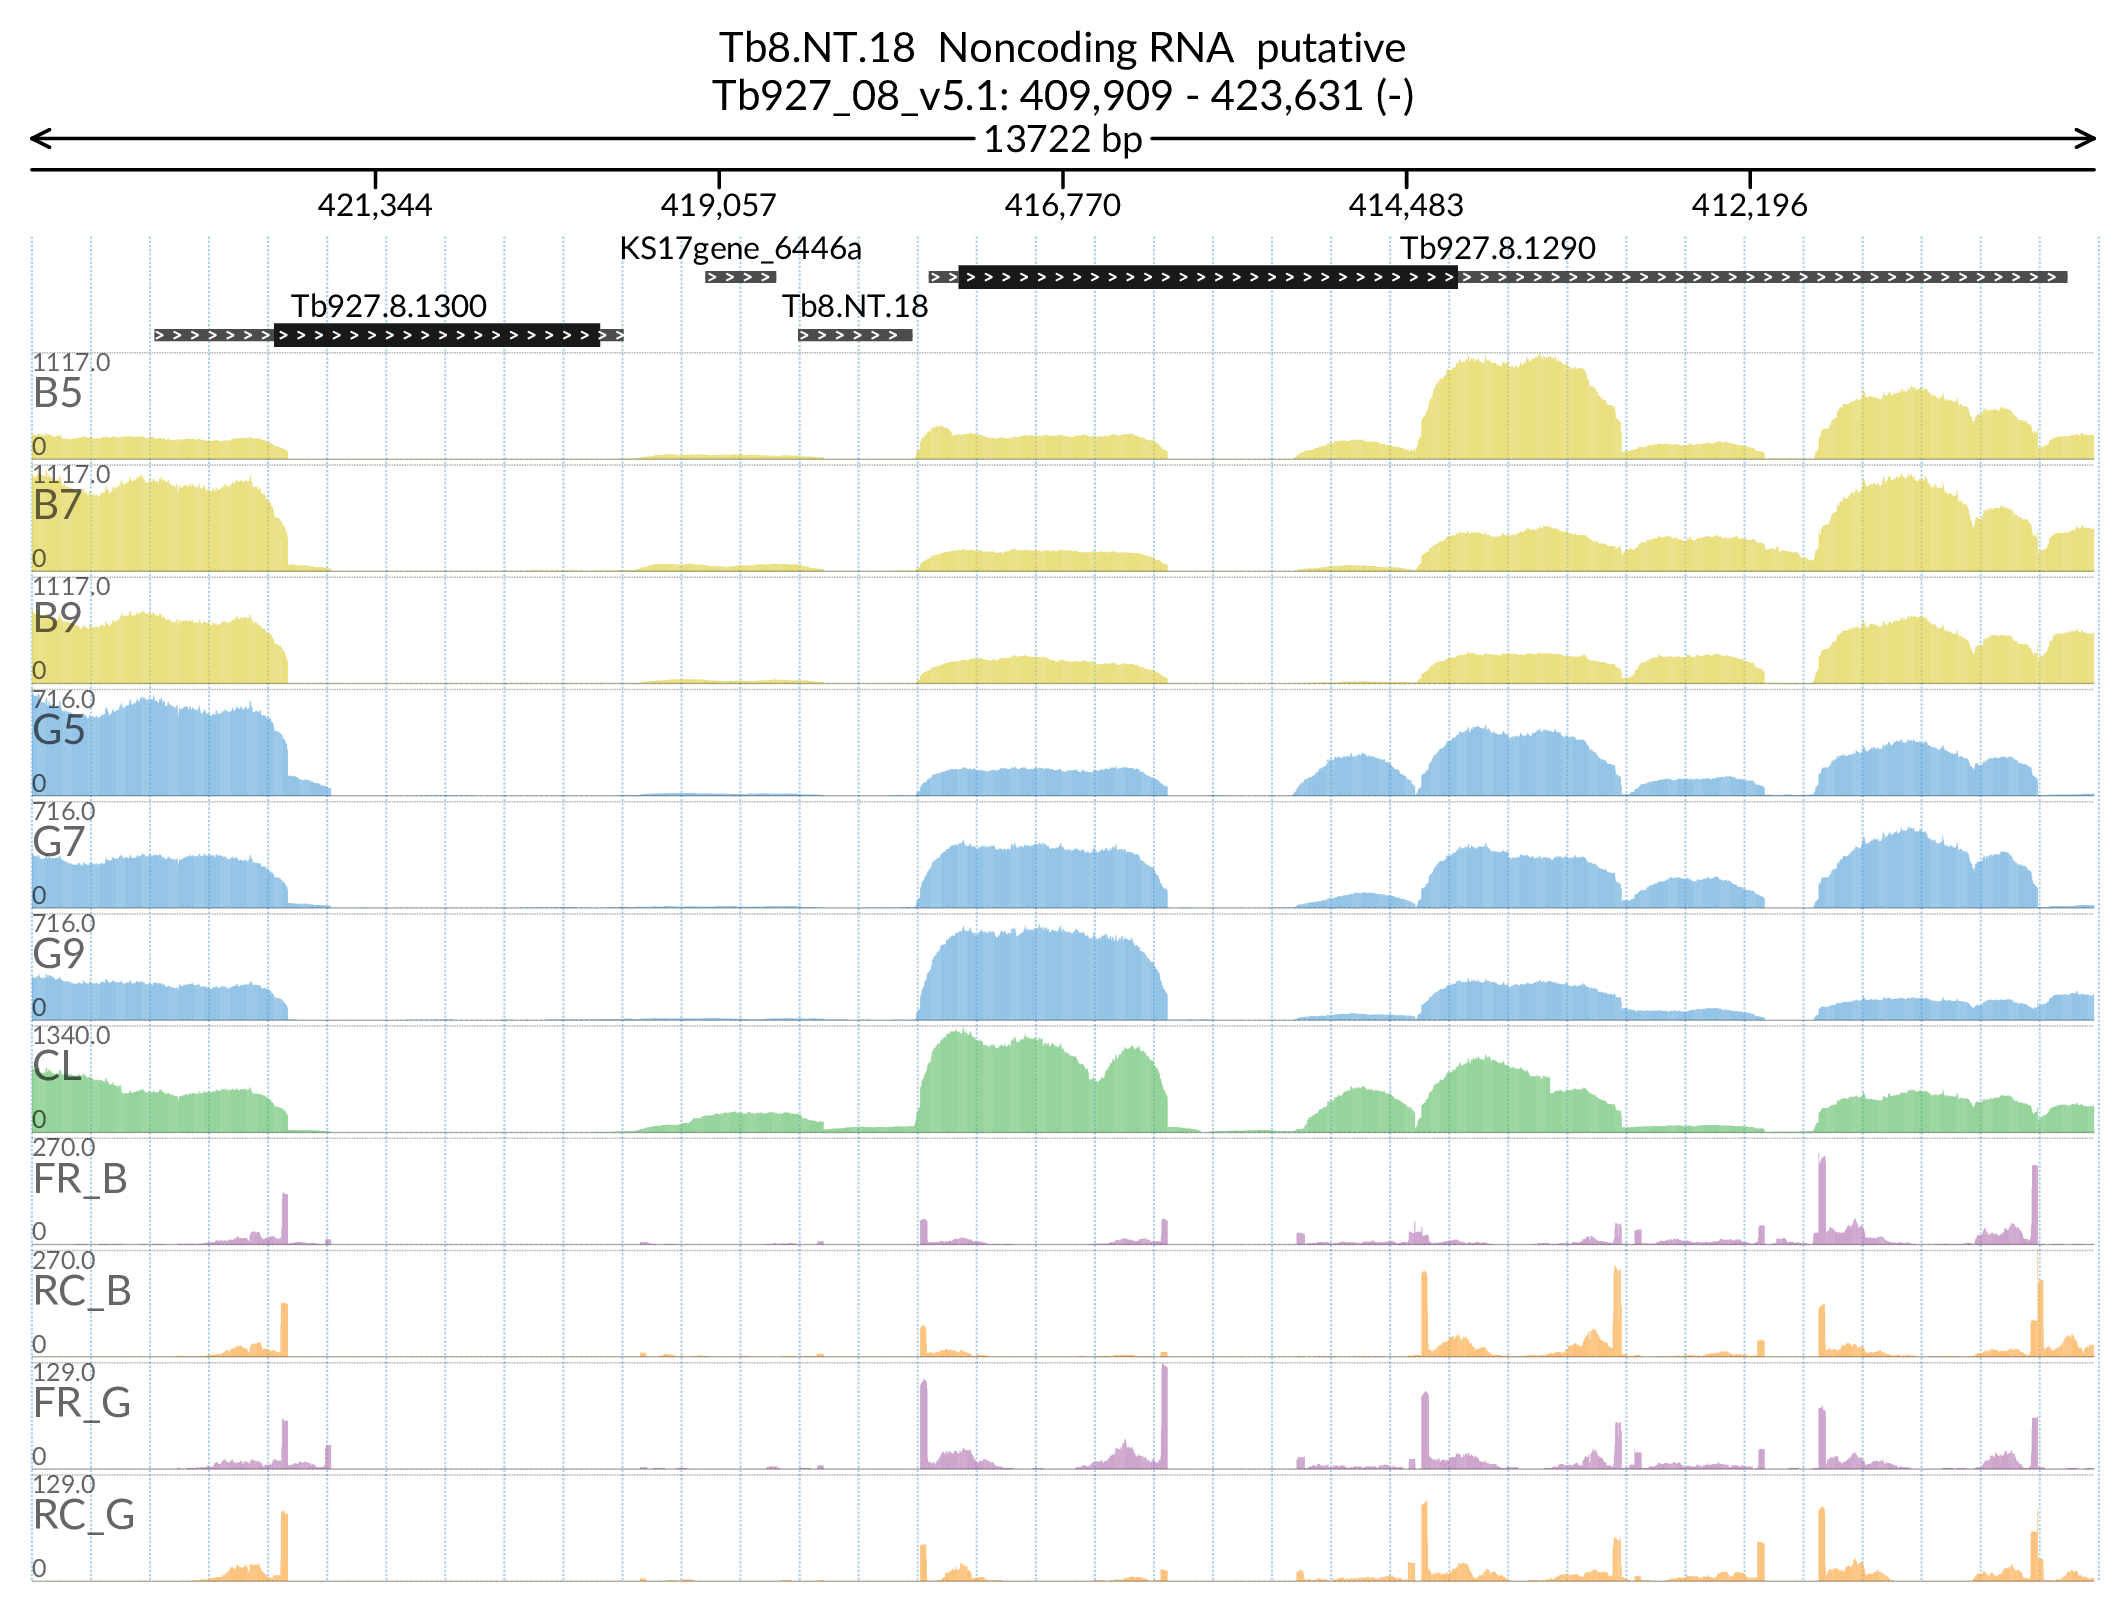 Tb8.NT.18  Noncoding RNA  putative
Tb927_08_v5.1: 409,909 - 423,631 (-)
13722 bp
421,344 419,057 416,770 414,483 412,196
KS17gene_6446a Tb927.8.1290
Tb927.8.1300 Tb8.NT.18
1117.0
B5
0
1117.0
B7
0
1117.0
B9
0
716.0
G5
0
716.0
G7
0
716.0
G9
0
1340.0
CL
0
270.0
FR_B
0
270.0
RC_B
0
129.0
FR_G
0
129.0
RC_G
0